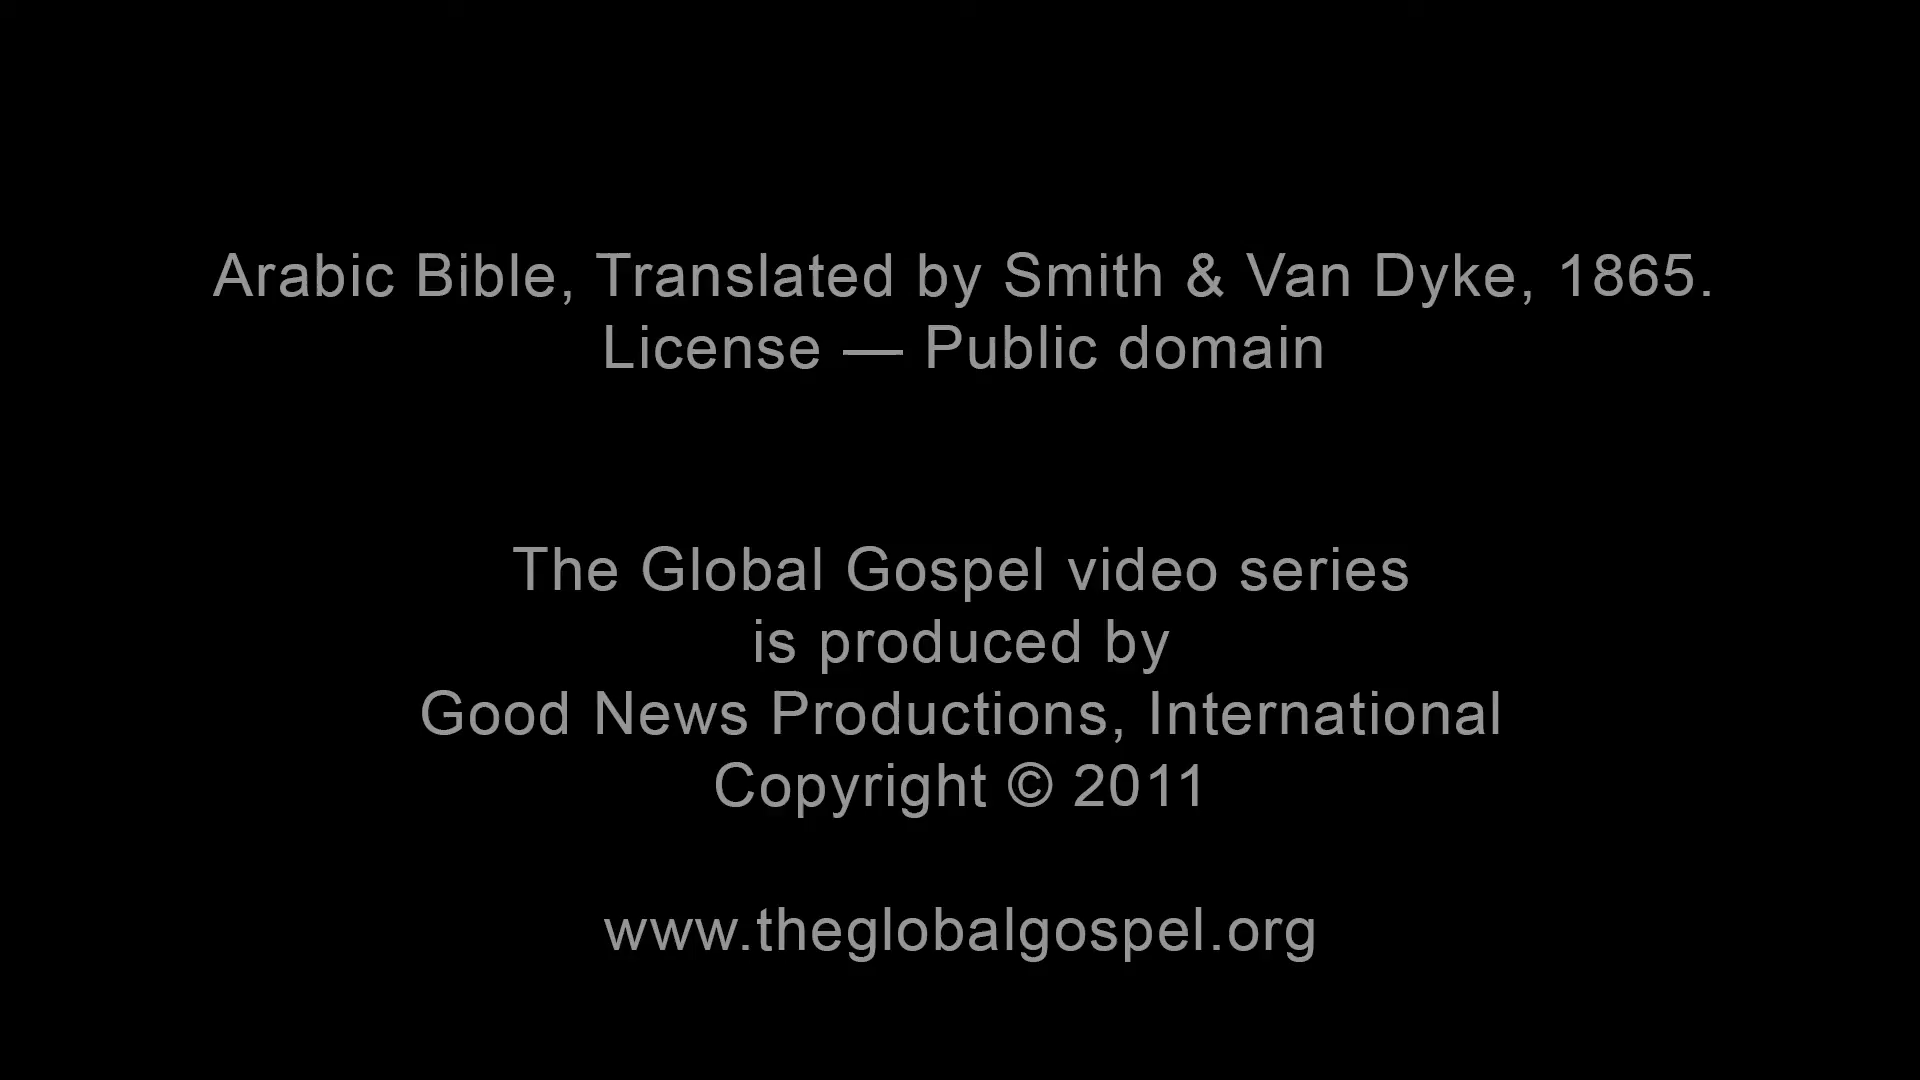 Arabic Bible, Translated by Smith & Van Dyke, 1865.
License — Public domain
The Global Gospel video series
is produced by
Good News Productions, International
Copyright © 2011
www.theglobalgospel.org